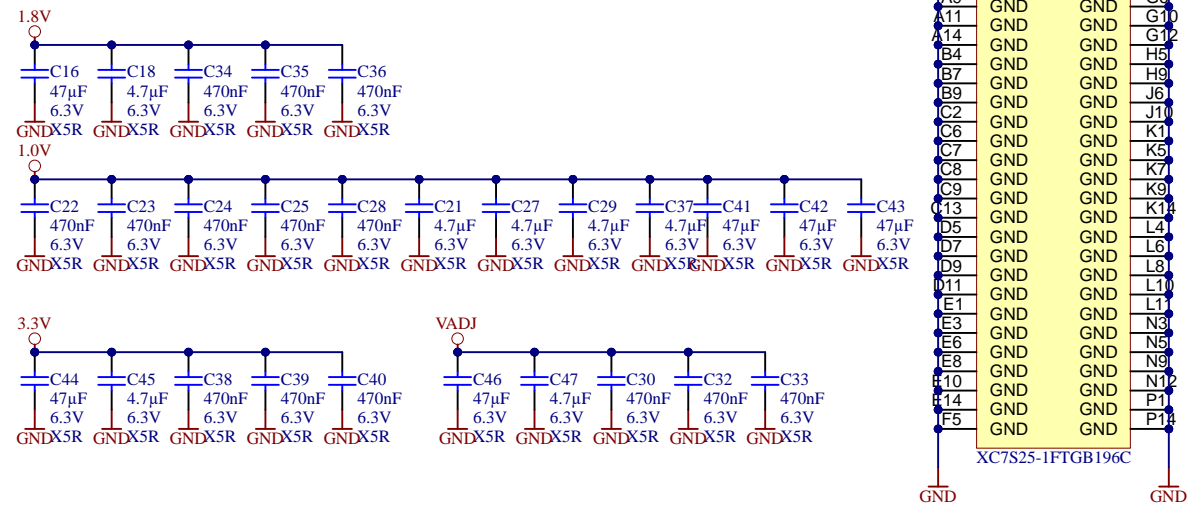 1.8V
C16 C18 C34 C35 C36
47µF 4.7µF 470nF 470nF 470nF
6.3V 6.3V 6.3V 6.3V 6.3V
GND X5R GND X5R GND X5R GND X5R GND X5R
1.0V
C22 C23 C24 C25 C28 C21 C27 C29 C37 C41 C42 C43
470nF 470nF 470nF 470nF 470nF 4.7µF 4.7µF 4.7µF 4.7µF 47µF 47µF 47µF
6.3V 6.3V 6.3V 6.3V 6.3V 6.3V 6.3V 6.3V 6.3V 6.3V 6.3V 6.3V
GND X5R GND X5R GND X5R GND X5R GND X5R GND X5R GND X5R GND X5R GND X5R GND X5R GND X5R GND X5R
3.3V
C44 C45 C38 C39 C40
47µF 4.7µF 470nF 470nF 470nF
6.3V 6.3V 6.3V 6.3V 6.3V
GND X5R GND X5R GND X5R GND X5R GND X5R
VADJ
C46 C47 C30 C32 C33
47µF 4.7µF 470nF 470nF 470nF
6.3V 6.3V 6.3V 6.3V 6.3V
GND X5R GND X5R GND X5R GND X5R GND X5R
GND GND
A11 GND GND G10
A14 GND GND G12
B4 GND GND H5
B7 GND GND H9
B9 GND GND J6
C2 GND GND J10
C6 GND GND K1
C7 GND GND K5
C8 GND GND K7
C9 GND GND K9
C13 GND GND K14
D5 GND GND L4
D7 GND GND L6
D9 GND GND L8
D11 GND GND L10
E1 GND GND L11
E3 GND GND N3
E6 GND GND N5
E8 GND GND N9
E10 GND GND N12
E14 GND GND P1
F5 GND GND P14
XC7S25-1FTGB196C
GND GND